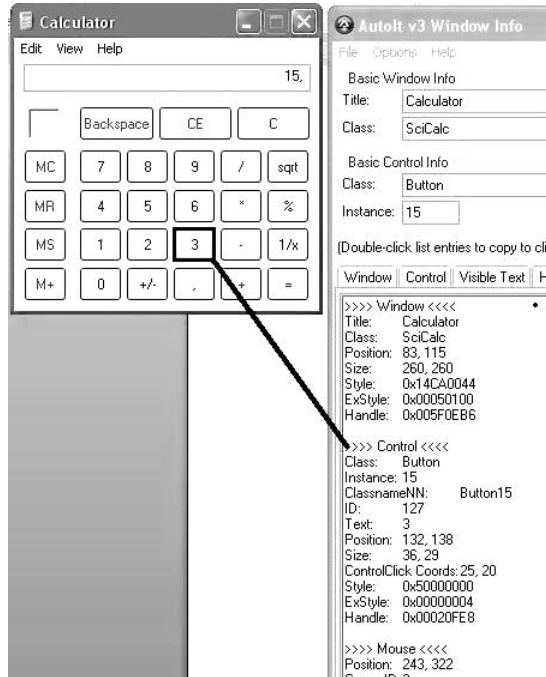 Calculator
Edit View Help
15,
Backspace CE C
MC 7 8 9 / sqrt
MR 4 5 6 * %
MS 1 2 3 - 1/x
M+ 0 +/- , + =
AutoIt v3 Window Info
File Options Help
Basic Window Info
Title: Calculator
Class: SciCalc
Basic Control Info
Class: Button
Instance: 15
(Double-click list entries to copy to cli
Window Control Visible Text H
>>>> Window <<<<
Title: Calculator
Class: SciCalc
Position: 83, 115
Size: 260, 260
Style: 0x14CA0044
ExStyle: 0x00050100
Handle: 0x005F0EB6
>>>> Control <<<<
Class: Button
Instance: 15
ClassnameNN: Button15
ID: 127
Text: 3
Position: 132, 138
Size: 36, 29
ControlClick Coords: 25, 20
Style: 0x50000000
ExStyle: 0x00000004
Handle: 0x00020FE8
>>>> Mouse <<<<
Position: 243, 322